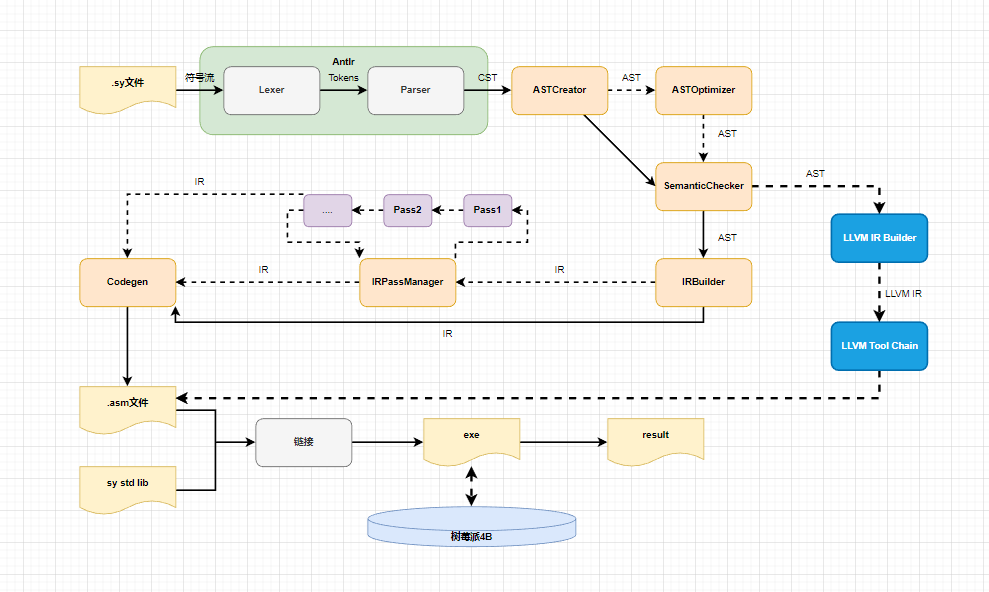 Antlr
.sy文件
符号流
Lexer
Tokens
Parser
CST
ASTCreator
AST
ASTOptimizer
AST
SemanticChecker
AST
AST
LLVM IR Builder
LLVM IR
LLVM Tool Chain
IR
....
Pass2
Pass1
Codegen
IR
IRPassManager
IR
IRBuilder
IR
.asm文件
sy std lib
链接
exe
result
树莓派4B